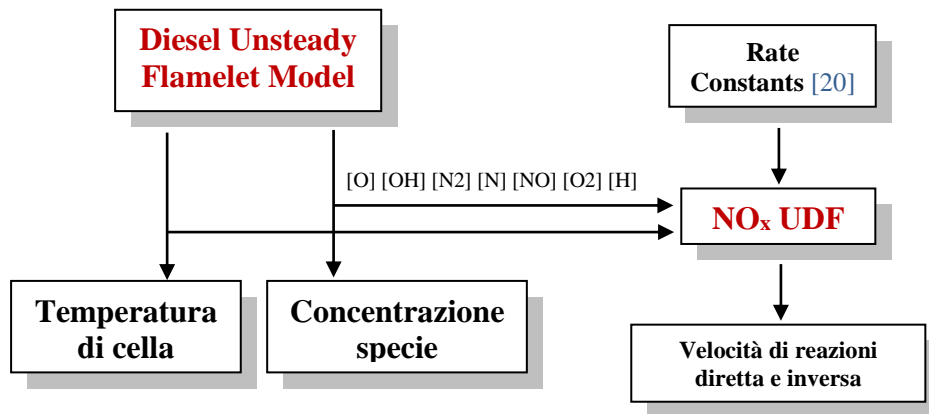 Diesel Unsteady
Flamelet Model
Rate
Constants [20]
[O] [OH] [N2] [N] [NO] [O2] [H]
NOx UDF
Temperatura
di cella
Concentrazione
specie
Velocità di reazioni
diretta e inversa